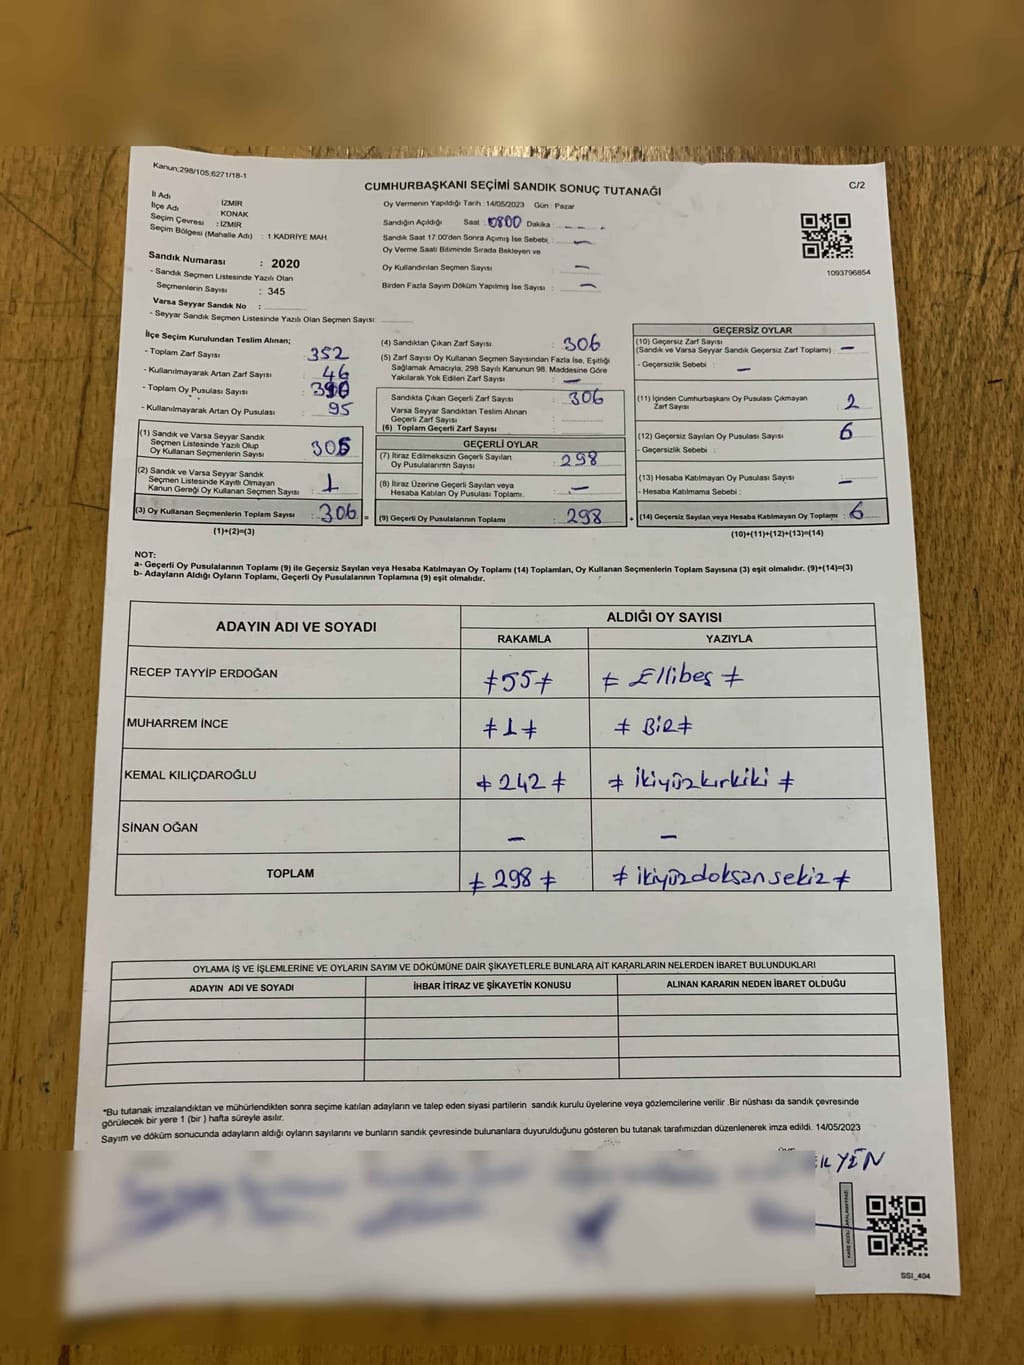 Kanun;298/105;6271/18-1
CUMHURBAŞKANI SEÇİMİ SANDIK SONUÇ TUTANAĞI
C/2
İl Adı : İZMİR
İlçe Adı : KONAK
Seçim Çevresi : İZMİR
Seçim Bölgesi (Mahalle Adı) : 1 KADRİYE MAH.
Sandık Numarası : 2020
- Sandık Seçmen Listesinde Yazılı Olan
Seçmenlerin Sayısı : 345
Varsa Seyyar Sandık No :
- Seyyar Sandık Seçmen Listesinde Yazılı Olan Seçmen Sayısı:
Oy Vermenin Yapıldığı Tarih :14/05/2023 Gün : Pazar
Sandığın Açıldığı Saat : 0800 Dakika : -
Sandık Saat 17:00'den Sonra Açımış İse Sebebi, : -
Oy Verme Saati Bitiminde Sırada Bekleyen ve
Oy Kullandırılan Seçmen Sayısı : -
Birden Fazla Sayım Döküm Yapılmış İse Sayısı : -
1093796854
İlçe Seçim Kurulundan Teslim Alınan;
- Toplam Zarf Sayısı : 352
- Kullanılmayarak Artan Zarf Sayısı : 46
- Toplam Oy Pusulası Sayısı :
- Kullanılmayarak Artan Oy Pusulası : 95
(1) Sandık ve Varsa Seyyar Sandık
Seçmen Listesinde Yazılı Olup
Oy Kullanan Seçmenlerin Sayısı : 305
(2) Sandık ve Varsa Seyyar Sandık
Seçmen Listesinde Kayıtlı Olmayan
Kanun Gereği Oy Kullanan Seçmen Sayısı : 1
(3) Oy Kullanan Seçmenlerin Toplam Sayısı : 306
(1)+(2)=(3)
(4) Sandıktan Çıkan Zarf Sayısı : 306
(5) Zarf Sayısı Oy Kullanan Seçmen Sayısından Fazla İse, Eşitliği
Sağlamak Amacıyla; 298 Sayılı Kanunun 98. Maddesine Göre
Yakılarak Yok Edilen Zarf Sayısı : -
Sandıkta Çıkan Geçerli Zarf Sayısı : 306
Varsa Seyyar Sandıktan Teslim Alınan
Geçerli Zarf Sayısı :
(6) Toplam Geçerli Zarf Sayısı :
GEÇERLİ OYLAR
(7) İtiraz Edilmeksizin Geçerli Sayılan
Oy Pusulalarının Sayısı : 298
(8) İtiraz Üzerine Geçerli Sayılan veya
Hesaba Katılan Oy Pusulası Toplamı. : -
= (9) Geçerli Oy Pusulalarının Toplamı : 298 +
GEÇERSİZ OYLAR
(10) Geçersiz Zarf Sayısı
(Sandık ve Varsa Seyyar Sandık Geçersiz Zarf Toplamı) : -
- Geçersizlik Sebebi : -
(11) İçinden Cumhurbaşkanı Oy Pusulası Çıkmayan
Zarf Sayısı : 2
(12) Geçersiz Sayılan Oy Pusulası Sayısı : 6
- Geçersizlik Sebebi :
(13) Hesaba Katılmayan Oy Pusulası Sayısı : -
- Hesaba Katılmama Sebebi :
(14) Geçersiz Sayılan veya Hesaba Katılmayan Oy Toplamı : 6
(10)+(11)+(12)+(13)=(14)
NOT:
a- Geçerli Oy Pusulalarının Toplamı (9) ile Geçersiz Sayılan veya Hesaba Katılmayan Oy Toplamı (14) Toplamları, Oy Kullanan Seçmenlerin Toplam Sayısına (3) eşit olmalıdır. (9)+(14)=(3)
b- Adayların Aldığı Oyların Toplamı, Geçerli Oy Pusulalarının Toplamına (9) eşit olmalıdır.
ADAYIN ADI VE SOYADI ALDIĞI OY SAYISI
RAKAMLA YAZIYLA
RECEP TAYYİP ERDOĞAN ≠55≠ ≠ Ellibeş ≠
MUHARREM İNCE ≠1≠ ≠ Bir≠
KEMAL KILIÇDAROĞLU ≠242≠ ≠ ikiyüzkırkiki ≠
SİNAN OĞAN - -
TOPLAM ≠298≠ ≠ ikiyüzdoksansekiz≠
OYLAMA İŞ VE İŞLEMLERİNE VE OYLARIN SAYIM VE DÖKÜMÜNE DAİR ŞİKAYETLERLE BUNLARA AİT KARARLARIN NELERDEN İBARET BULUNDUKLARI
ADAYIN ADI VE SOYADI İHBAR İTİRAZ VE ŞİKAYETİN KONUSU ALINAN KARARIN NEDEN İBARET OLDUĞU
*Bu tutanak imzalandıktan ve mühürlendikten sonra seçime katılan adayların ve talep eden siyasi partilerin sandık kurulu üyelerine veya gözlemcilerine verilir .Bir nüshası da sandık çevresinde
görülecek bir yere 1 (bir ) hafta süreyle asılır.
Sayım ve döküm sonucunda adayların aldığı oyların sayılarını ve bunların sandık çevresinde bulunanlara duyurulduğunu gösteren bu tutanak tarafımızdan düzenlenerek imza edildi. 14/05/2023
SSI_404